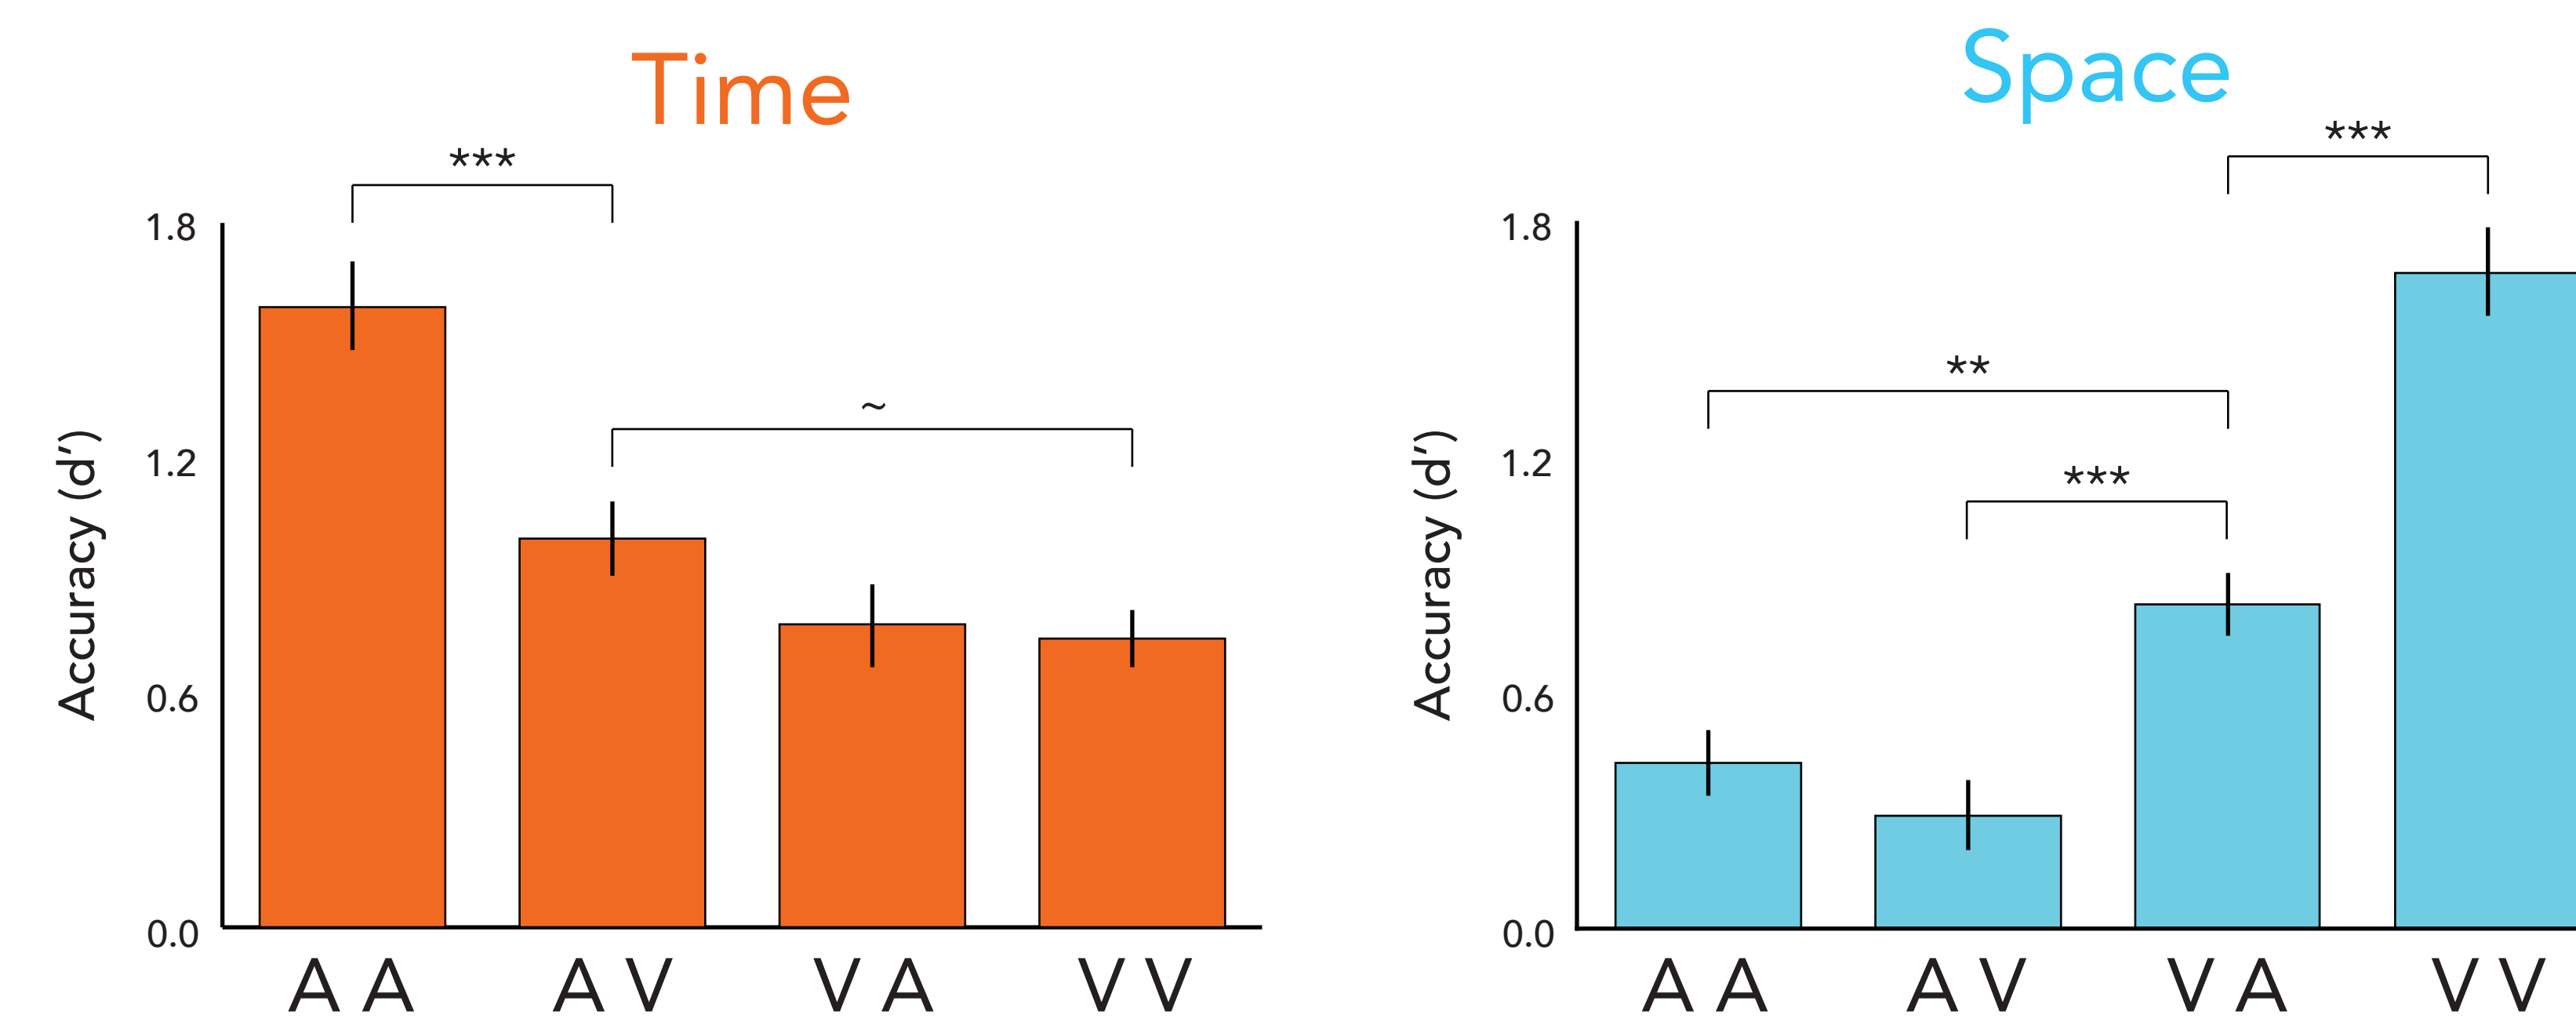 Time
***
~
1.8
1.2
0.6
0.0
Accuracy (d’)
A A
A V
V A
V V
Space
***
**
***
1.8
1.2
0.6
0.0
Accuracy (d’)
A A
A V
V A
V V